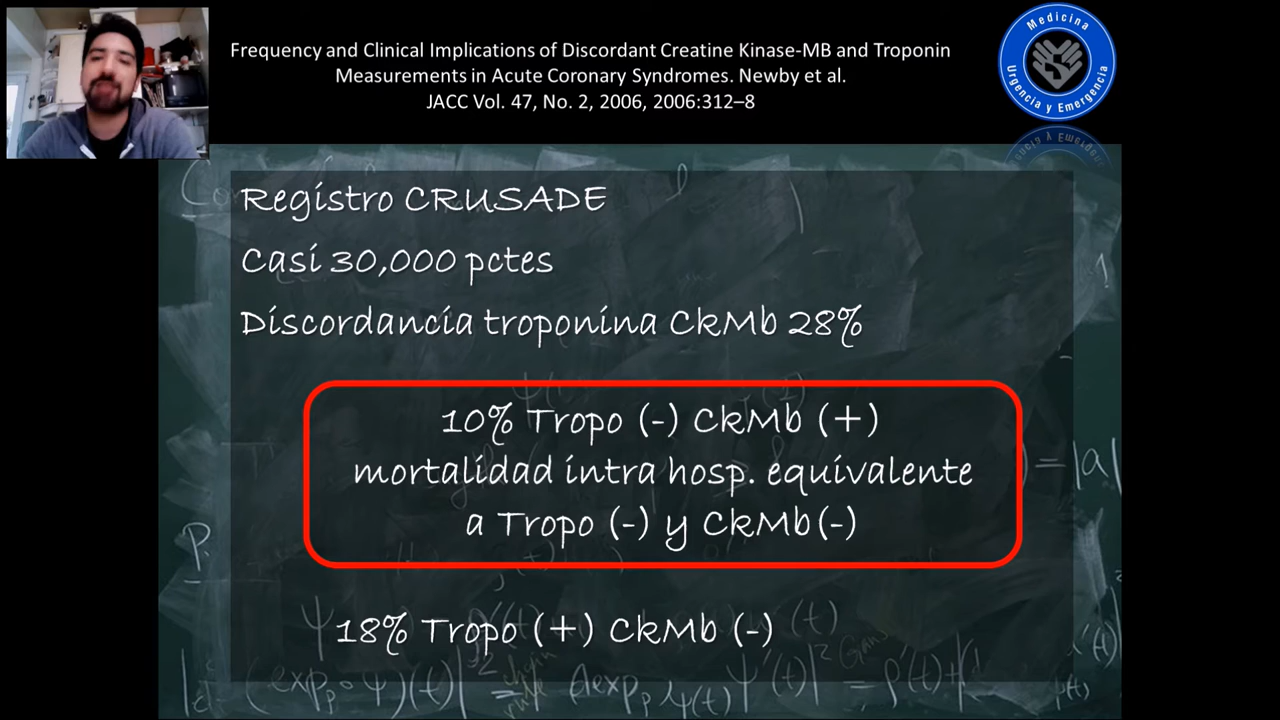 Frequency and Clinical Implications of Discordant Creatine Kinase-MB and Troponin
Measurements in Acute Coronary Syndromes. Newby et al.
JACC Vol. 47, No. 2, 2006, 2006:312–8
Medicina
Urgencia y Emergencia
Registro CRUSADE
Casi 30,000 pctes
Discordancia troponina CkMb 28%
10% Tropo (-) CkMb (+)
mortalidad intra hosp. equivalente
a Tropo (-) y CkMb(-)
18% Tropo (+) CkMb (-)